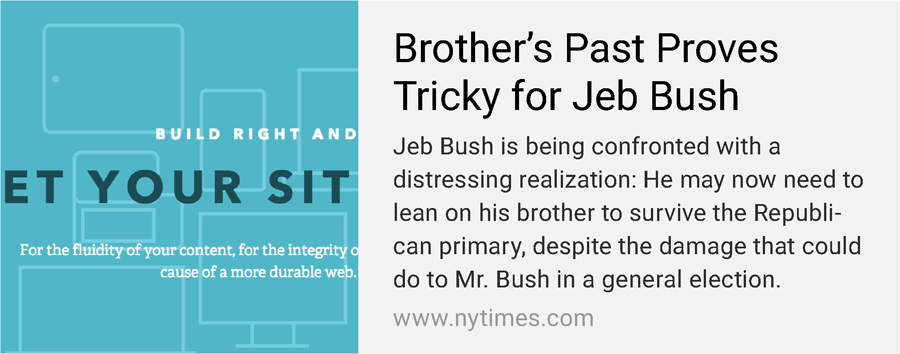 BUILD RIGHT AND
ET YOUR SIT
For the fluidity of your content, for the integrity o
cause of a more durable web.
Brother’s Past Proves
Tricky for Jeb Bush
Jeb Bush is being confronted with a
distressing realization: He may now need to
lean on his brother to survive the Republi-
can primary, despite the damage that could
do to Mr. Bush in a general election.
www.nytimes.com